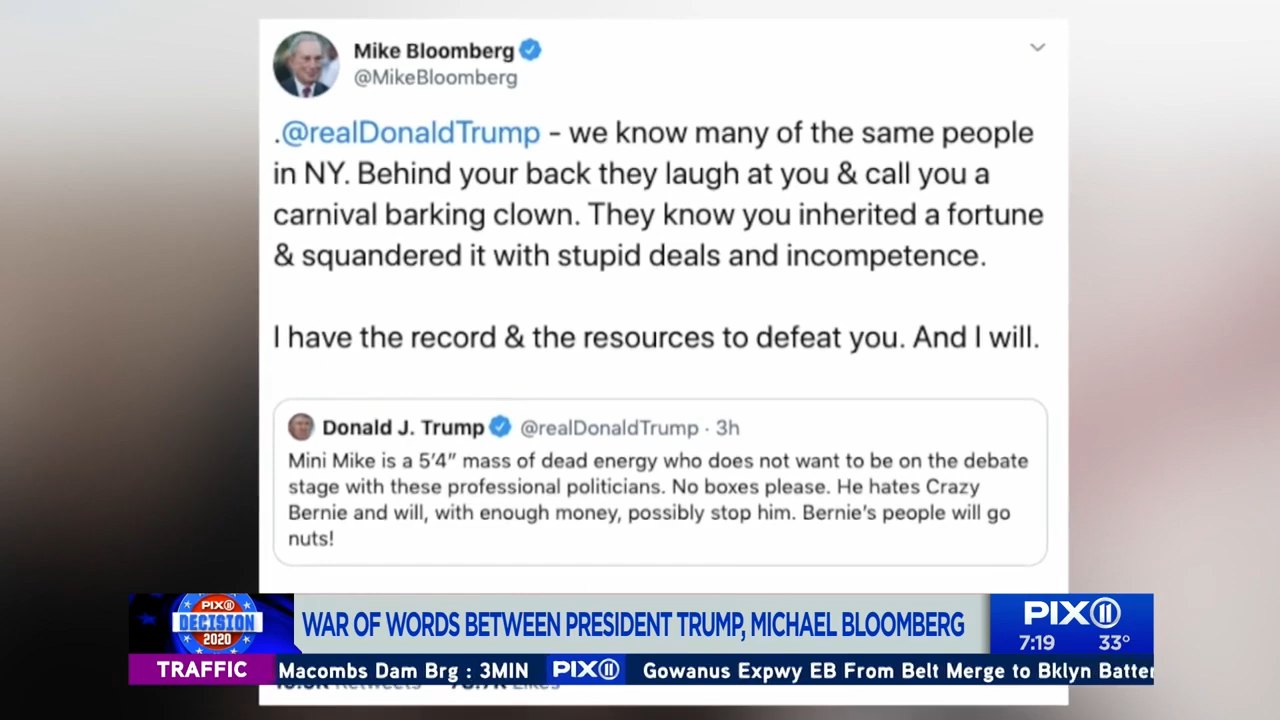 Mike Bloomberg
@MikeBloomberg
.@realDonaldTrump - we know many of the same people
in NY. Behind your back they laugh at you & call you a
carnival barking clown. They know you inherited a fortune
& squandered it with stupid deals and incompetence.
I have the record & the resources to defeat you. And I will.
Donald J. Trump @realDonaldTrump · 3h
Mini Mike is a 5'4" mass of dead energy who does not want to be on the debate
stage with these professional politicians. No boxes please. He hates Crazy
Bernie and will, with enough money, possibly stop him. Bernie's people will go
nuts!
PIX11
DECISION
2020
WAR OF WORDS BETWEEN PRESIDENT TRUMP, MICHAEL BLOOMBERG
PIX11
7:19 33°
TRAFFIC Macombs Dam Brg : 3MIN PIX11 Gowanus Expwy EB From Belt Merge to Bklyn Batter